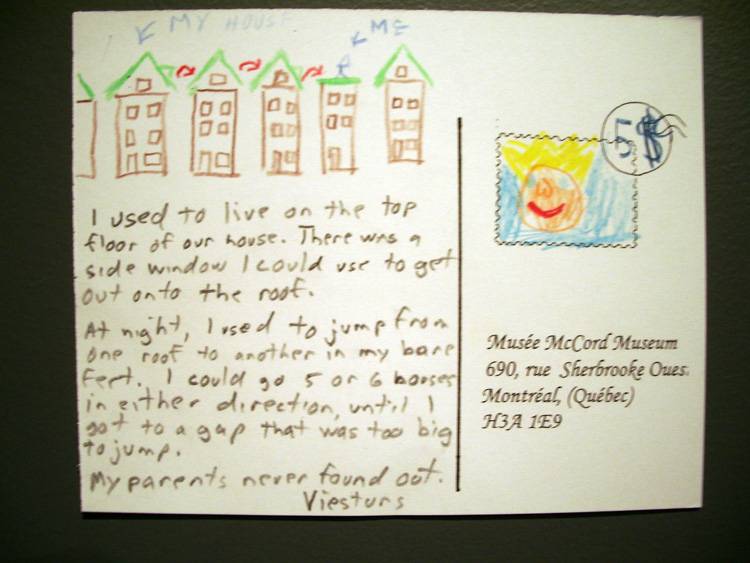 MY HOUSE
ME
I used to live on the top
floor of our house. There was a
side window I could use to get
out onto the roof.
At night, I used to jump from
one roof to another in my bare
feet. I could go 5 or 6 houses
in either direction, until I
got to a gap that was too big
to jump.
My parents never found out.
Viesturs
5$
Musée McCord Museum
690, rue Sherbrooke Oues.
Montréal, (Québec)
H3A 1E9